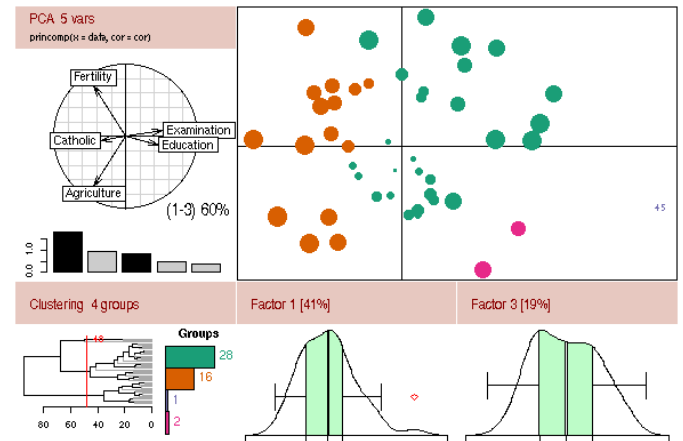 PCA 5 vars
princomp(x = data, cor = cor)
Fertility
Examination
Catholic
Education
Agriculture
(1-3) 60%
45
1.0
0.0
Clustering 4 groups
Factor 1 [41%]
Factor 3 [19%]
Groups
18
28
16
1
2
80 60 40 20 0